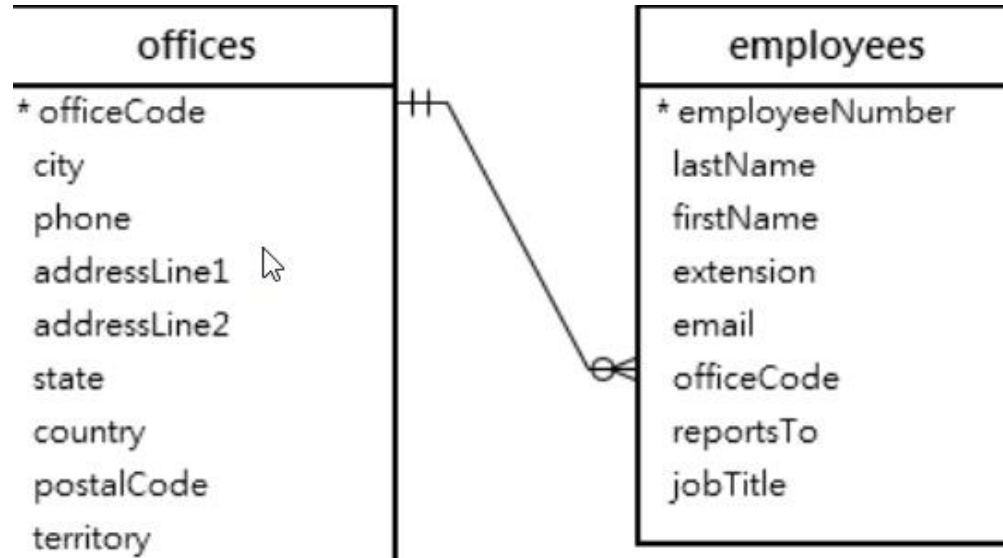 offices
* officeCode
city
phone
addressLine1
addressLine2
state
country
postalCode
territory
employees
* employeeNumber
lastName
firstName
extension
email
officeCode
reportsTo
jobTitle